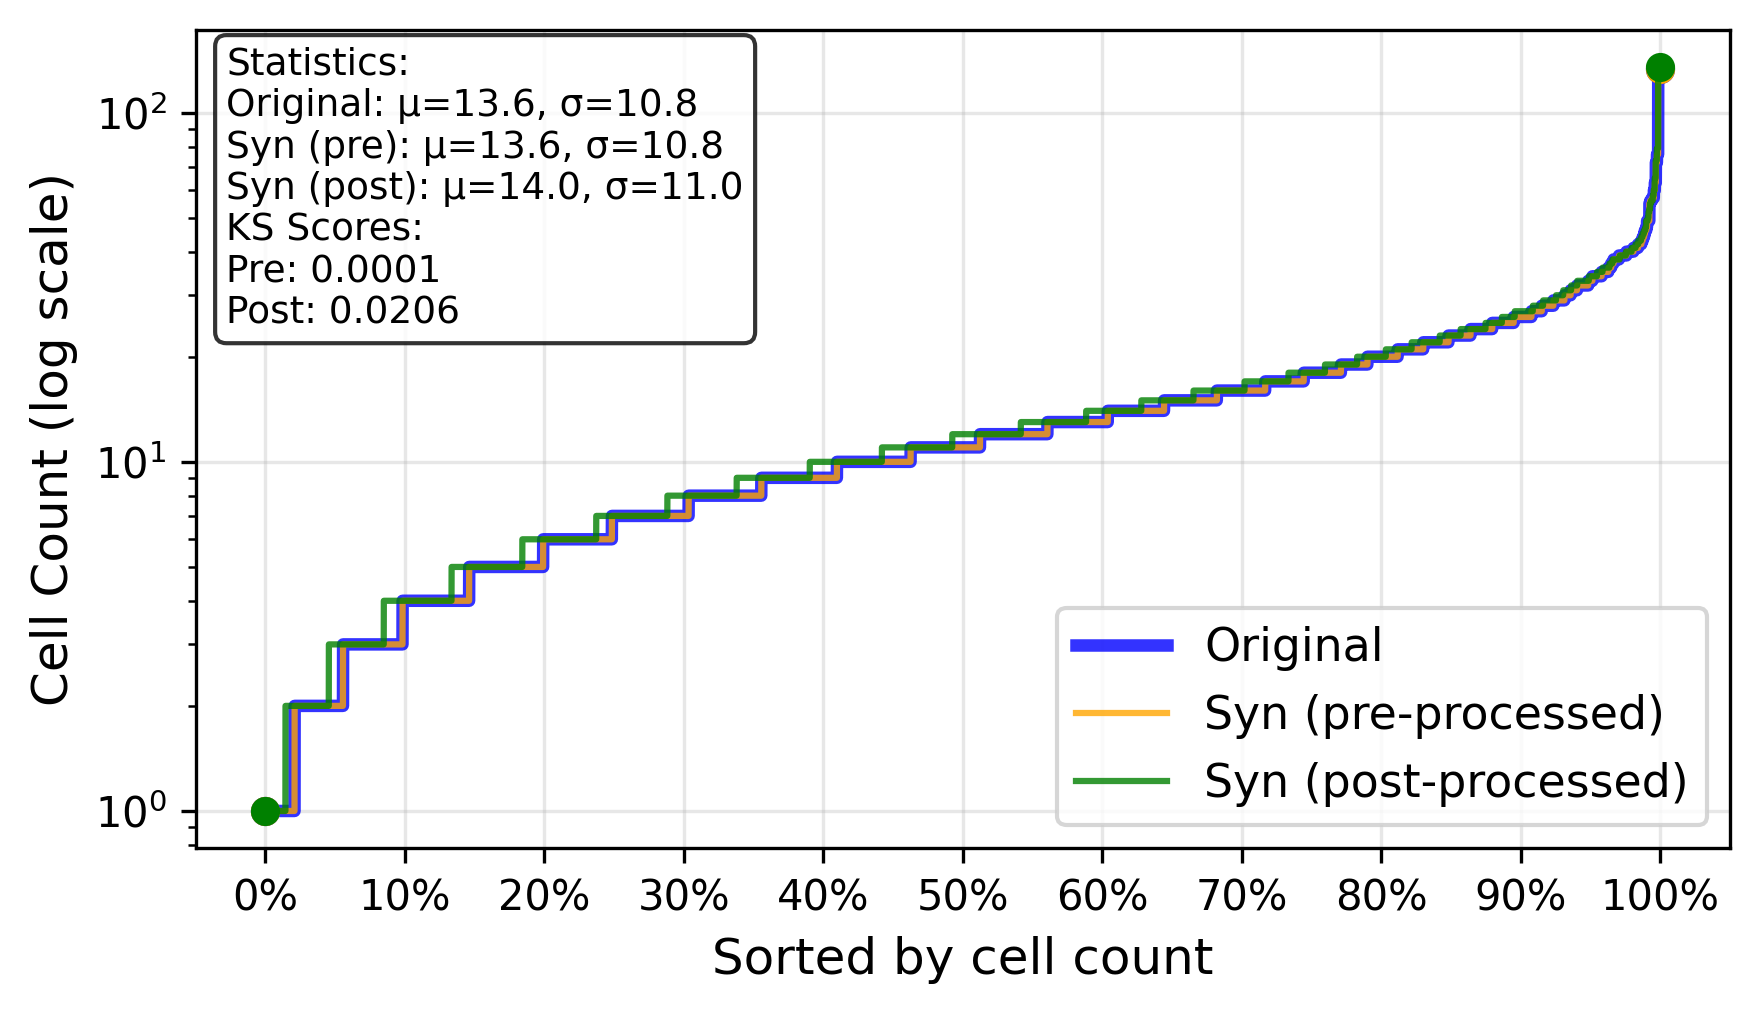 Statistics:
Original: μ=13.6, σ=10.8
Syn (pre): μ=13.6, σ=10.8
Syn (post): μ=14.0, σ=11.0
KS Scores:
Pre: 0.0001
Post: 0.0206
Cell Count (log scale)
10²
10¹
10⁰
Original
Syn (pre-processed)
Syn (post-processed)
0% 10% 20% 30% 40% 50% 60% 70% 80% 90% 100%
Sorted by cell count